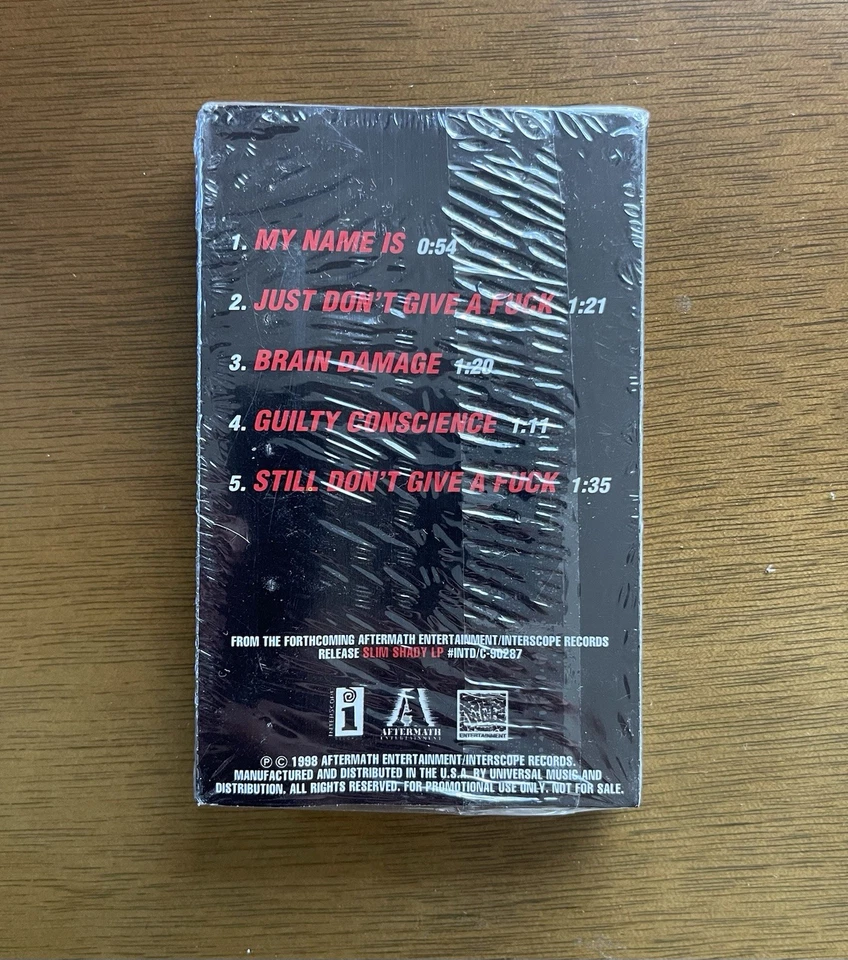 1. MY NAME IS 0:54
2. JUST DON'T GIVE A FUCK 1:21
3. BRAIN DAMAGE 1:20
4. GUILTY CONSCIENCE 1:11
5. STILL DON'T GIVE A FUCK 1:35
FROM THE FORTHCOMING AFTERMATH ENTERTAINMENT/INTERSCOPE RECORDS
RELEASE SLIM SHADY LP #INTD/C-90287
INTERSCOPE
AFTERMATH
ENTERTAINMENT
ENTERTAINMENT
℗ © 1998 AFTERMATH ENTERTAINMENT/INTERSCOPE RECORDS.
MANUFACTURED AND DISTRIBUTED IN THE U.S.A. BY UNIVERSAL MUSIC AND
DISTRIBUTION. ALL RIGHTS RESERVED. FOR PROMOTIONAL USE ONLY. NOT FOR SALE.